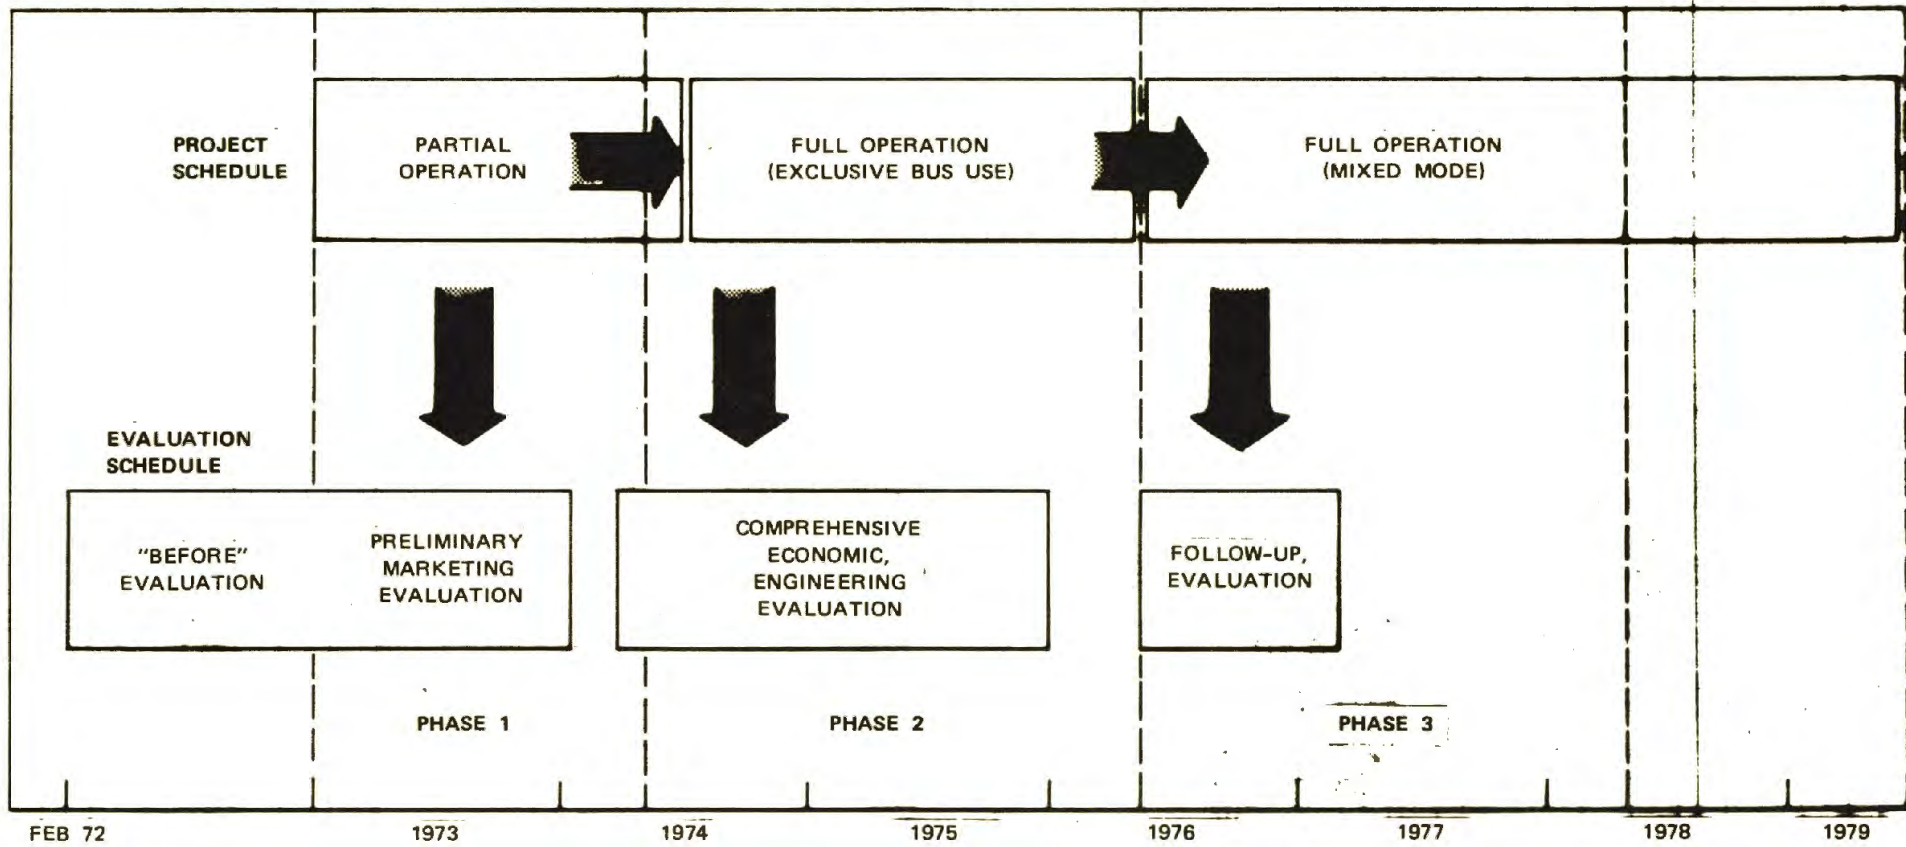 PROJECT
SCHEDULE
PARTIAL
OPERATION
FULL OPERATION
(EXCLUSIVE BUS USE)
FULL OPERATION
(MIXED MODE)
EVALUATION
SCHEDULE
"BEFORE"
EVALUATION
PRELIMINARY
MARKETING
EVALUATION
COMPREHENSIVE
ECONOMIC,
ENGINEERING
EVALUATION
FOLLOW-UP,
EVALUATION
PHASE 1
PHASE 2
PHASE 3
FEB 72
1973
1974
1975
1976
1977
1978
1979